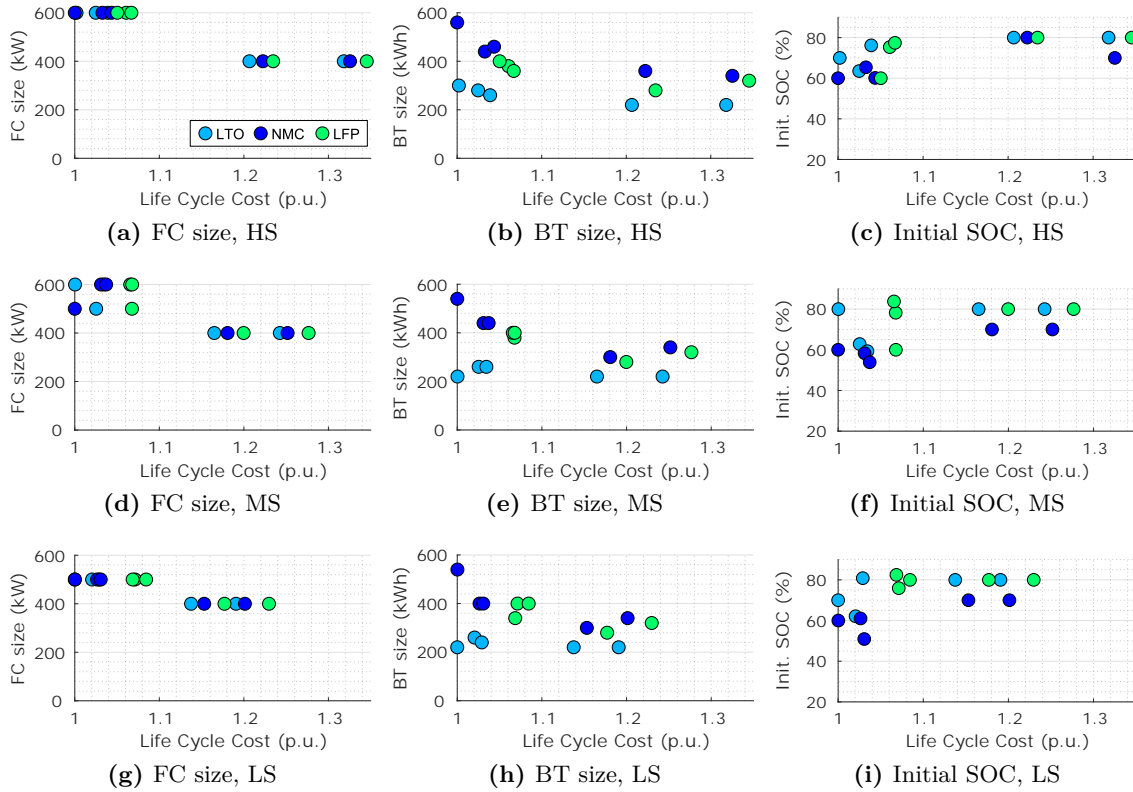 FC size (kW)
600
400
200
0
LTO NMC LFP
1 1.1 1.2 1.3
Life Cycle Cost (p.u.)
(a) FC size, HS
BT size (kWh)
600
400
200
0
1 1.1 1.2 1.3
Life Cycle Cost (p.u.)
(b) BT size, HS
Init. SOC (%)
80
60
40
20
1 1.1 1.2 1.3
Life Cycle Cost (p.u.)
(c) Initial SOC, HS
FC size (kW)
600
400
200
0
1 1.1 1.2 1.3
Life Cycle Cost (p.u.)
(d) FC size, MS
BT size (kWh)
600
400
200
0
1 1.1 1.2 1.3
Life Cycle Cost (p.u.)
(e) BT size, MS
Init. SOC (%)
80
60
40
20
1 1.1 1.2 1.3
Life Cycle Cost (p.u.)
(f) Initial SOC, MS
FC size (kW)
600
400
200
0
1 1.1 1.2 1.3
Life Cycle Cost (p.u.)
(g) FC size, LS
BT size (kWh)
600
400
200
0
1 1.1 1.2 1.3
Life Cycle Cost (p.u.)
(h) BT size, LS
Init. SOC (%)
80
60
40
20
1 1.1 1.2 1.3
Life Cycle Cost (p.u.)
(i) Initial SOC, LS